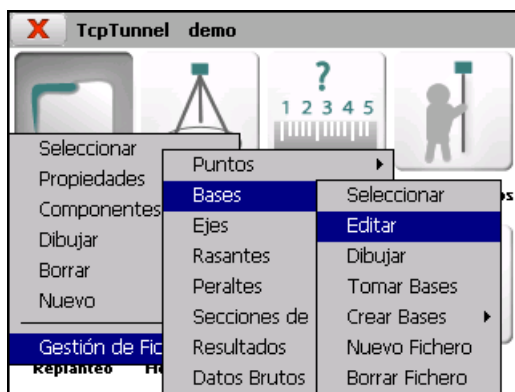 X TcpTunnel demo
?
1 2 3 4 5
Seleccionar
Propiedades
Componentes
Dibujar
Borrar
Nuevo
Gestión de Fic
Puntos
Bases
Ejes
Rasantes
Peraltes
Secciones de
Resultados
Datos Brutos
Seleccionar
Editar
Dibujar
Tomar Bases
Crear Bases
Nuevo Fichero
Borrar Fichero
os
Replanteo